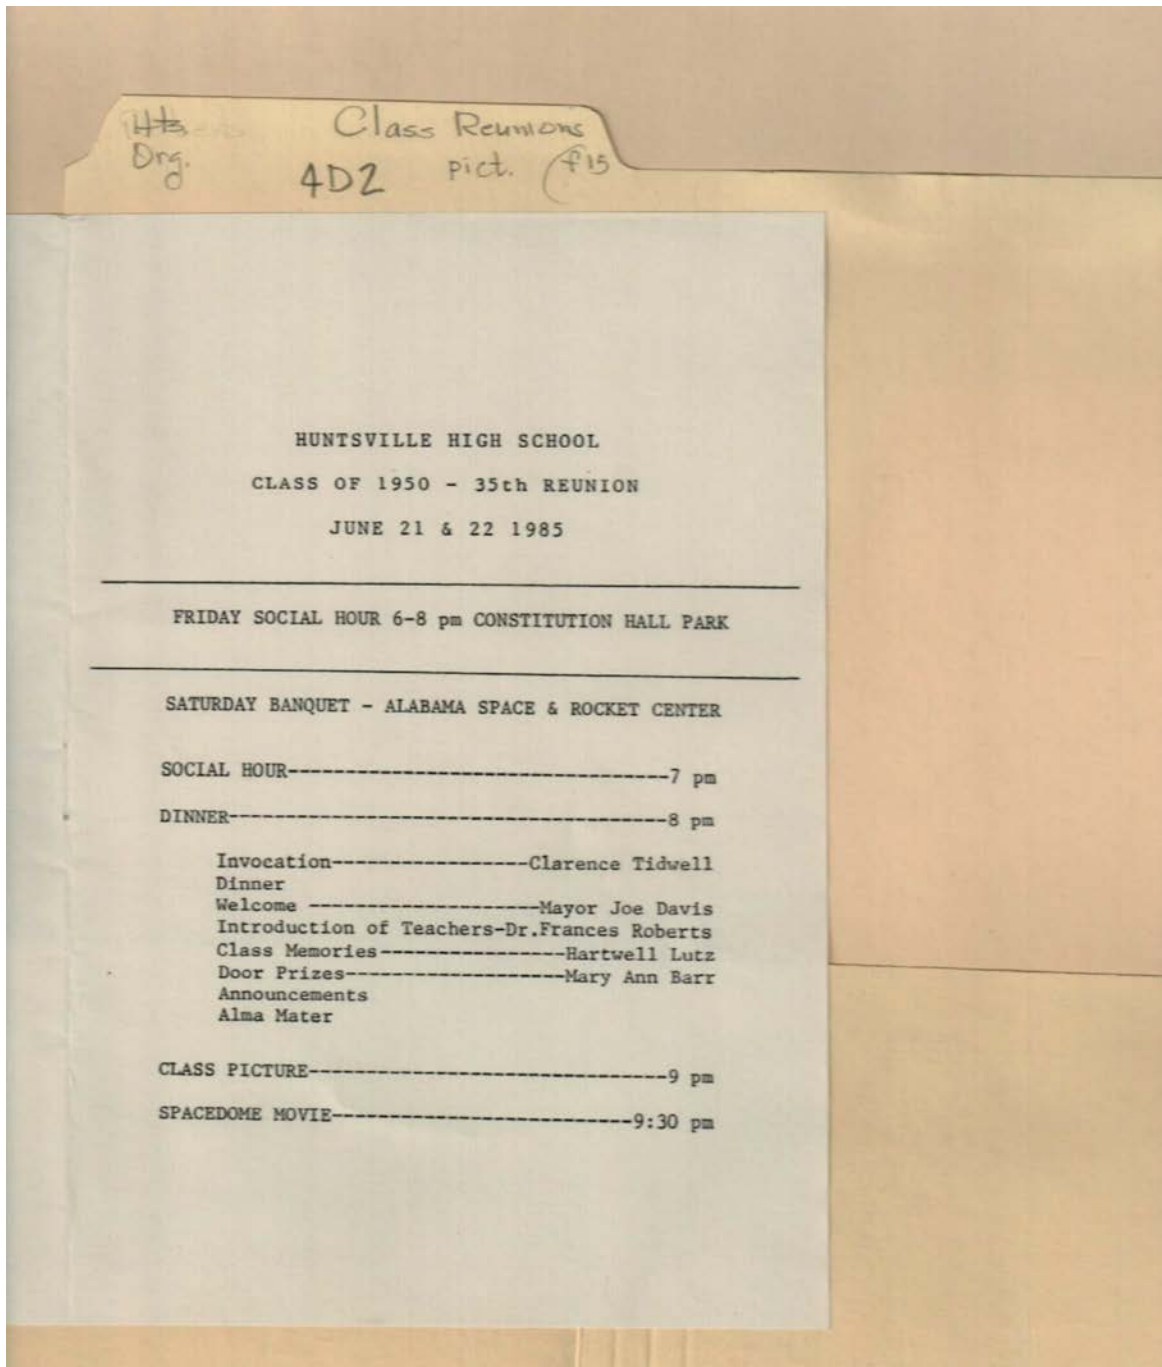 Hts. Class Reunions
Org. 4D2 pict. (f15
HUNTSVILLE HIGH SCHOOL
CLASS OF 1950 - 35th REUNION
JUNE 21 & 22 1985
FRIDAY SOCIAL HOUR 6-8 pm CONSTITUTION HALL PARK
SATURDAY BANQUET - ALABAMA SPACE & ROCKET CENTER
SOCIAL HOUR---------------------------------7 pm
DINNER--------------------------------------8 pm
Invocation-----------------Clarence Tidwell
Dinner
Welcome --------------------Mayor Joe Davis
Introduction of Teachers-Dr.Frances Roberts
Class Memories----------------Hartwell Lutz
Door Prizes-------------------Mary Ann Barr
Announcements
Alma Mater
CLASS PICTURE-------------------------------9 pm
SPACEDOME MOVIE--------------------------9:30 pm